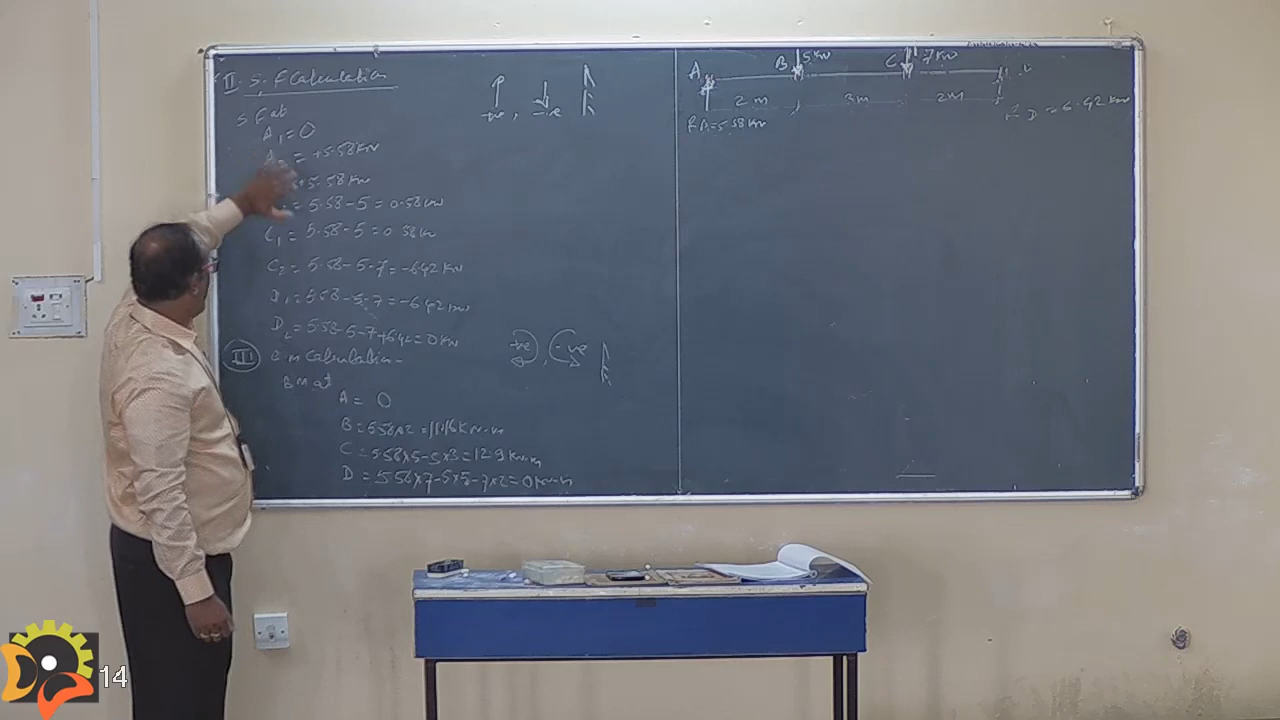 II S.F Calculation
S.F at
A1 = 0
= +5.58 KN
+5.58 KN
= 5.58 - 5 = 0.58 KN
C1 = 5.58 - 5 = 0.58 KN
C2 = 5.58 - 5 - 7 = -6.42 KN
D1 = 5.58 - 5 - 7 = -6.42 KN
D2 = 5.58 - 5 - 7 + 6.42 = 0 KN
III B.M Calculation -
B M at
A = 0
B = 5.58 x 2 = 11.16 KN-m
C = 5.58 x 5 - 5 x 3 = 12.9 KN-m
D = 5.58 x 7 - 5 x 5 - 7 x 2 = 0 KN-m
+ve, -ve
+ve, -ve
A B 5 KN C 7 KN
2 m 3 m 2 m
RA = 5.58 KN
D = 6.42 KN
14